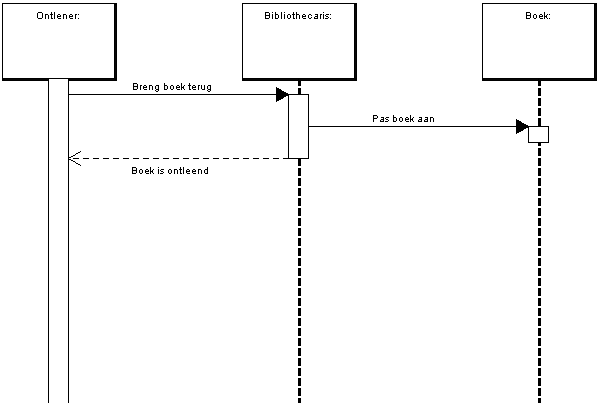 Ontlener:
Bibliothecaris:
Boek:
Breng boek terug
Pas boek aan
Boek is ontleend